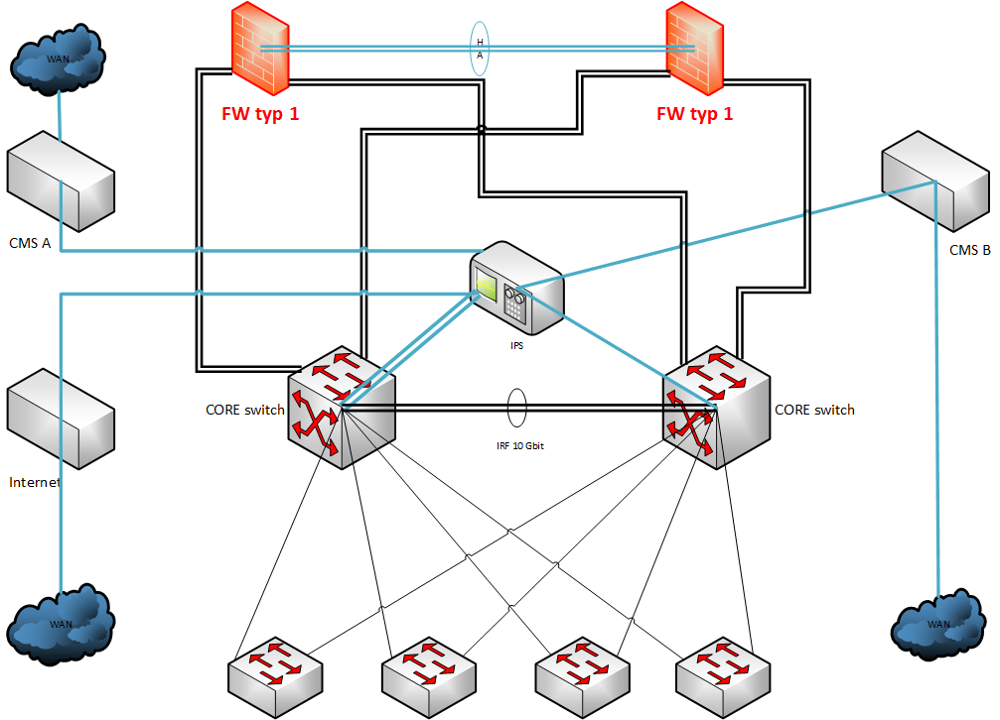 WAN
H
A
FW typ 1
FW typ 1
CMS A
CMS B
IPS
CORE switch
CORE switch
IRF 10 Gbit
Internet
WAN
WAN